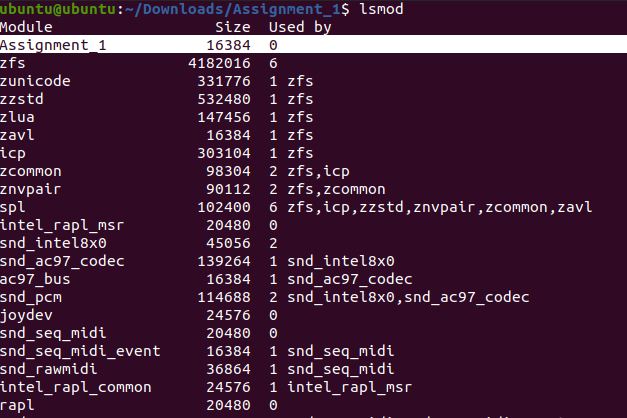 ubuntu@ubuntu:~/Downloads/Assignment_1$ lsmod
Module                  Size  Used by
Assignment_1           16384  0
zfs                  4182016  6
zunicode              331776  1 zfs
zzstd                 532480  1 zfs
zlua                  147456  1 zfs
zavl                   16384  1 zfs
icp                   303104  1 zfs
zcommon                98304  2 zfs,icp
znvpair                90112  2 zfs,zcommon
spl                   102400  6 zfs,icp,zzstd,znvpair,zcommon,zavl
intel_rapl_msr         20480  0
snd_intel8x0           45056  2
snd_ac97_codec        139264  1 snd_intel8x0
ac97_bus               16384  1 snd_ac97_codec
snd_pcm               114688  2 snd_intel8x0,snd_ac97_codec
joydev                 24576  0
snd_seq_midi           20480  0
snd_seq_midi_event     16384  1 snd_seq_midi
snd_rawmidi            36864  1 snd_seq_midi
intel_rapl_common      24576  1 intel_rapl_msr
rapl                   20480  0